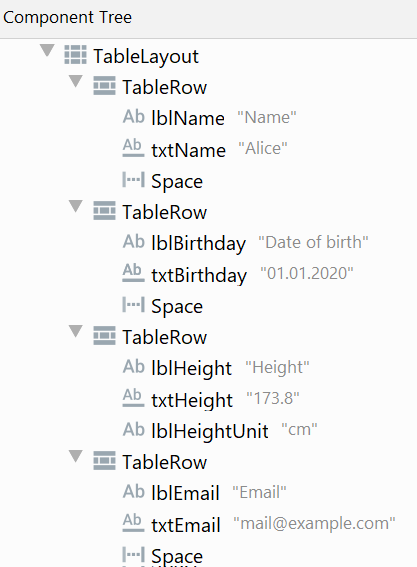 Component Tree
TableLayout
TableRow
Ab lblName "Name"
Ab txtName "Alice"
Space
TableRow
Ab lblBirthday "Date of birth"
Ab txtBirthday "01.01.2020"
Space
TableRow
Ab lblHeight "Height"
Ab txtHeight "173.8"
Ab lblHeightUnit "cm"
TableRow
Ab lblEmail "Email"
Ab txtEmail "mail@example.com"
Space